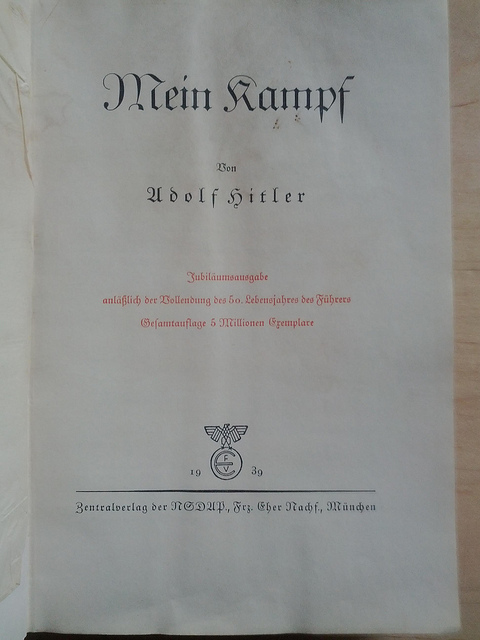 Mein Kampf
Von
Adolf Hitler
Jubiläumsausgabe
anläßlich der Vollendung des 50. Lebensjahres des Führers
Gesamtauflage 5 Millionen Exemplare
F
E
V
19 39
Zentralverlag der NSDAP., Frz. Eher Nachf., München